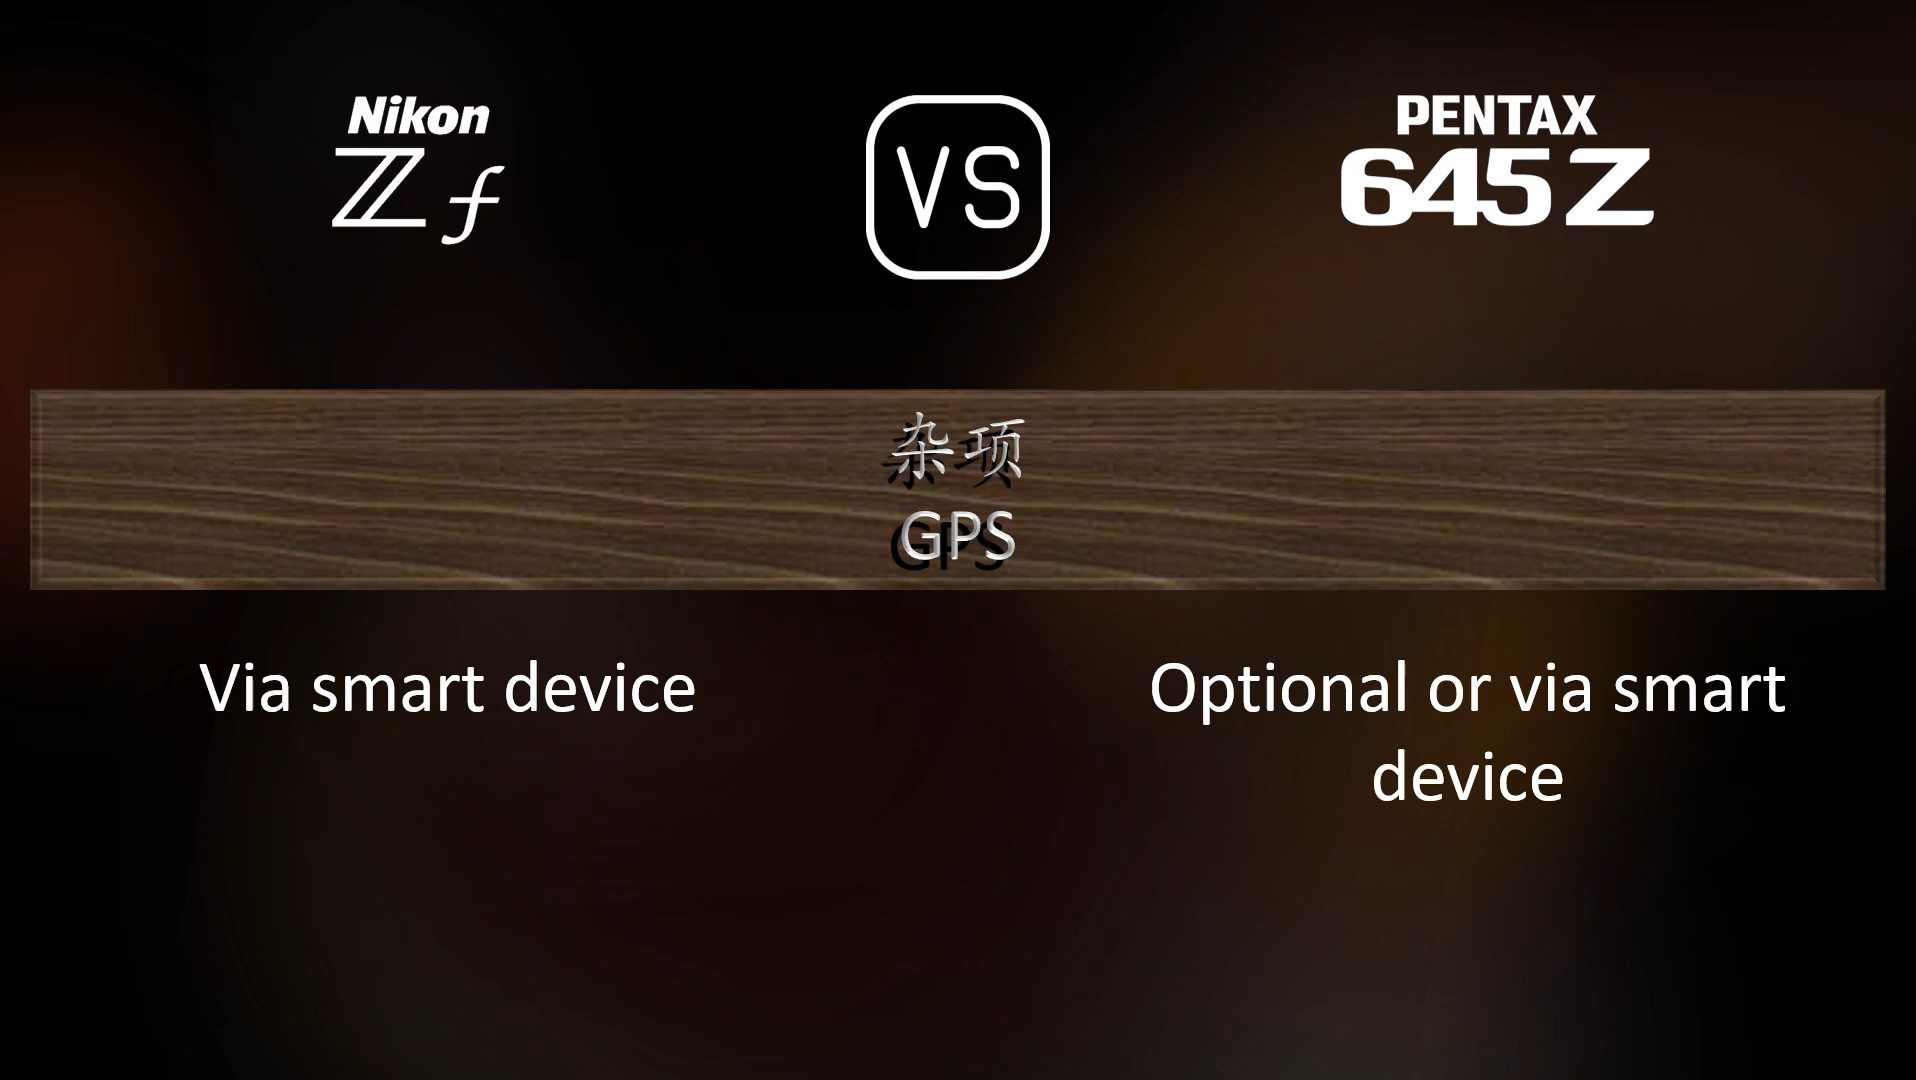 Nikon
Z f
VS
PENTAX
645Z
杂项
GPS
Via smart device
Optional or via smart
device